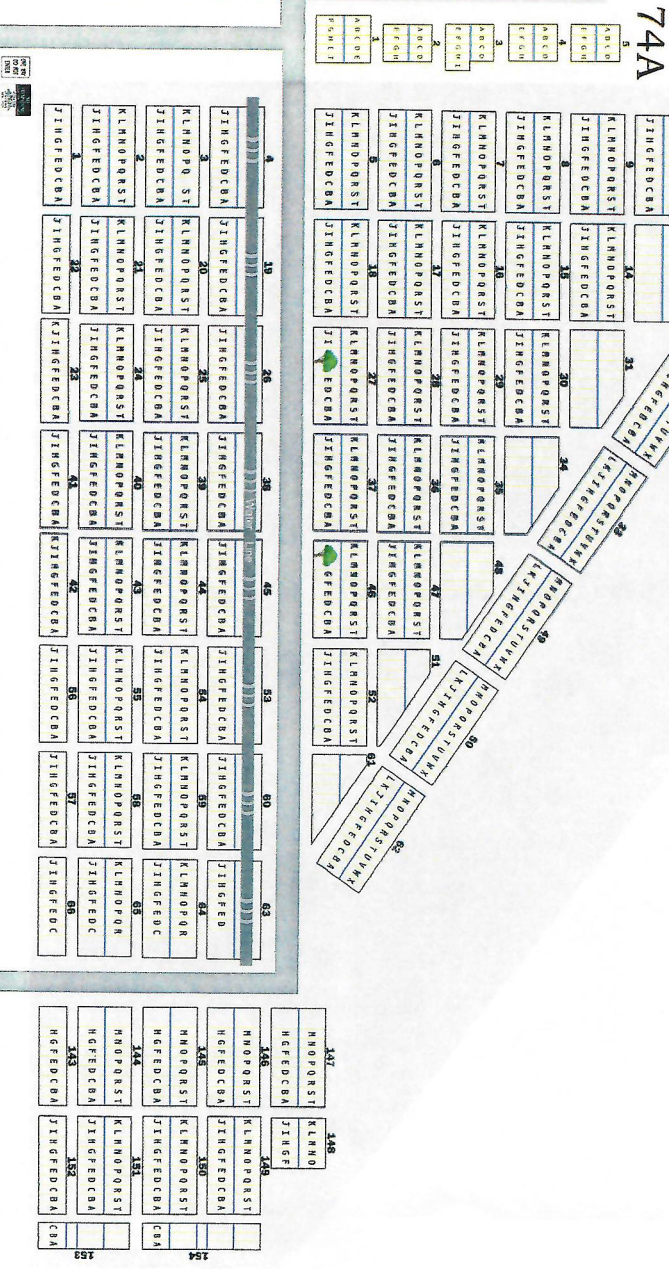 74A
5
A B C D
E F G H
4
A B C D
E F G H
3
A B C D
E F G H I
2
A B C D
E F G H
1
A B C D E
J I H G F E D C B A
9
K L M N O P Q R S T
J I H G F E D C B A
8
K L M N O P Q R S T
J I H G F E D C B A
7
K L M N O P Q R S T
J I H G F E D C B A
6
K L M N O P Q R S T
J I H G F E D C B A
5
K L M N O P Q R S T
J I H G F E D C B A
4
J I H G F E D C B A
3
K L M N O P Q S T
J I H G F E D C B A
2
K L M N O P Q R S T
J I H G F E D C B A
1
J I H G F E D C B A
14
15
K L M N O P Q R S T
J I H G F E D C B A
16
K L M N O P Q R S T
J I H G F E D C B A
17
K L M N O P Q R S T
J I H G F E D C B A
18
K L M N O P Q R S T
J I H G F E D C B A
19
J I H G F E D C B A
20
K L M N O P Q R S T
J I H G F E D C B A
21
K L M N O P Q R S T
J I H G F E D C B A
22
J I H G F E D C B A
31
30
K L M N O P Q R S T
J I H G F E D C B A
29
K L M N O P Q R S T
J I H G F E D C B A
28
K L M N O P Q R S T
J I H G F E D C B A
27
K L M N O P Q R S T
J I E D C B A
26
J I H G F E D C B A
25
K L M N O P Q R S T
J I H G F E D C B A
24
K L M N O P Q R S T
J I H G F E D C B A
23
K J I H G F E D C B A
33
M N O P Q R S T U V W X
L K J I H G F E D C B A
34
35
K L M N O P Q R S T
J I H G F E D C B A
36
K L M N O P Q R S T
J I H G F E D C B A
37
K L M N O P Q R S T
J I H G F E D C B A
38
Water Pipe
J I H G F E D C B A
39
K L M N O P Q R S T
J I H G F E D C B A
40
K L M N O P Q R S T
J I H G F E D C B A
41
J I H G F E D C B A
49
M N O P Q R S T U V W X
L K J I H G F E D C B A
48
47
K L M N O P Q R S T
J I H G F E D C B A
46
K L M N O P Q R S T
G F E D C B A
45
J I H G F E D C B A
44
K L M N O P Q R S T
J I H G F E D C B A
43
K L M N O P Q R S T
J I H G F E D C B A
42
K J I H G F E D C B A
50
M N O P Q R S T U V W X
L K J I H G F E D C B A
51
52
K L M N O P Q R S T
J I H G F E D C B A
53
J I H G F E D C B A
54
K L M N O P Q R S T
J I H G F E D C B A
55
K L M N O P Q R S T
J I H G F E D C B A
56
J I H G F E D C B A
62
M N O P Q R S T U V W X
L K J I H G F E D C B A
61
60
J I H G F E D C B A
59
K L M N O P Q R S T
J I H G F E D C B A
58
K L M N O P Q R S T
J I H G F E D C B A
57
J I H G F E D C B A
63
J I H G F E D
64
K L M N O P Q R
J I H G F E D C
65
K L M N O P Q R
J I H G F E D C
66
J I H G F E D C
147
M N O P Q R S T
H G F E D C B A
146
M N O P Q R S T
H G F E D C B A
145
M N O P Q R S T
H G F E D C B A
144
M N O P Q R S T
H G F E D C B A
143
H G F E D C B A
148
K L M N O
J I H G F
149
K L M N O P Q R S T
J I H G F E D C B A
150
K L M N O P Q R S T
J I H G F E D C B A
151
K L M N O P Q R S T
J I H G F E D C B A
152
J I H G F E D C B A
154
C B A
153
C B A